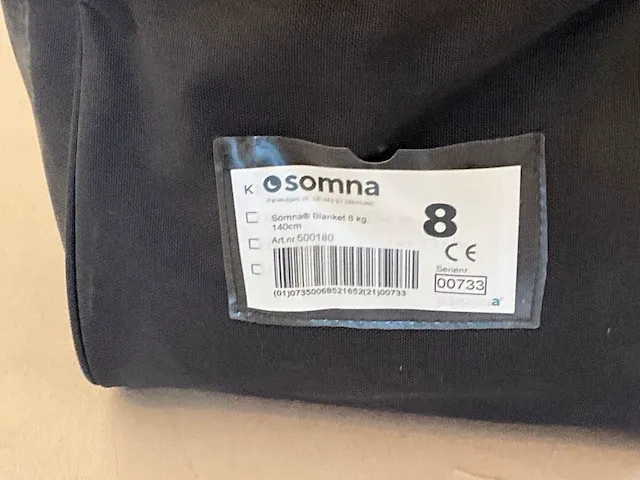 K somna
Somna® Blanket 8 kg.
140cm
8
Art.nr 500180
CE
Serienr.
00733
(01)07350068521652(21)00733